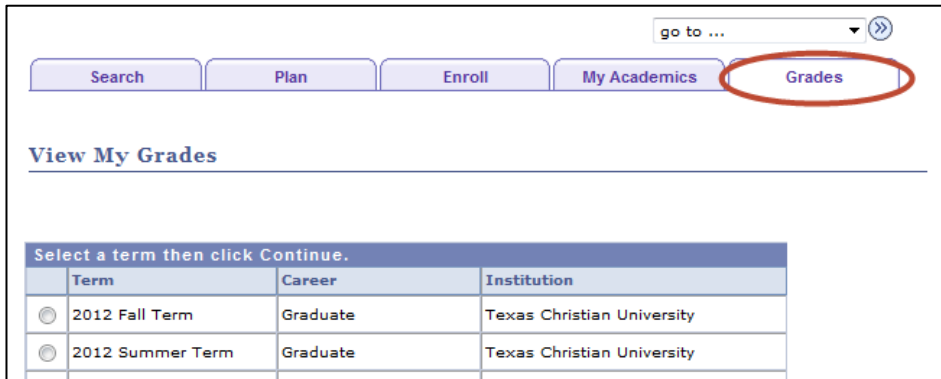 go to ...
Search Plan Enroll My Academics Grades
View My Grades
Select a term then click Continue.
Term Career Institution
2012 Fall Term Graduate Texas Christian University
2012 Summer Term Graduate Texas Christian University